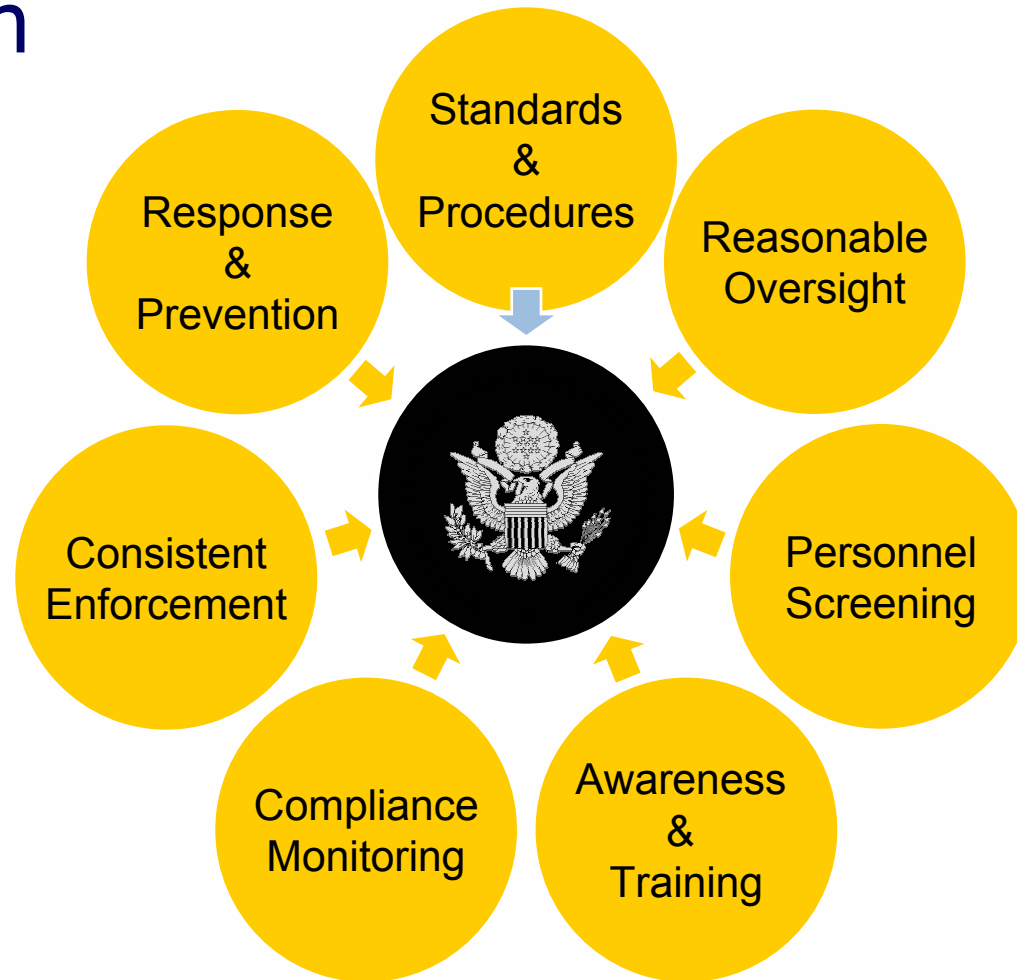 n
Standards
&
Procedures
Reasonable
Oversight
Personnel
Screening
Awareness
&
Training
Compliance
Monitoring
Consistent
Enforcement
Response
&
Prevention